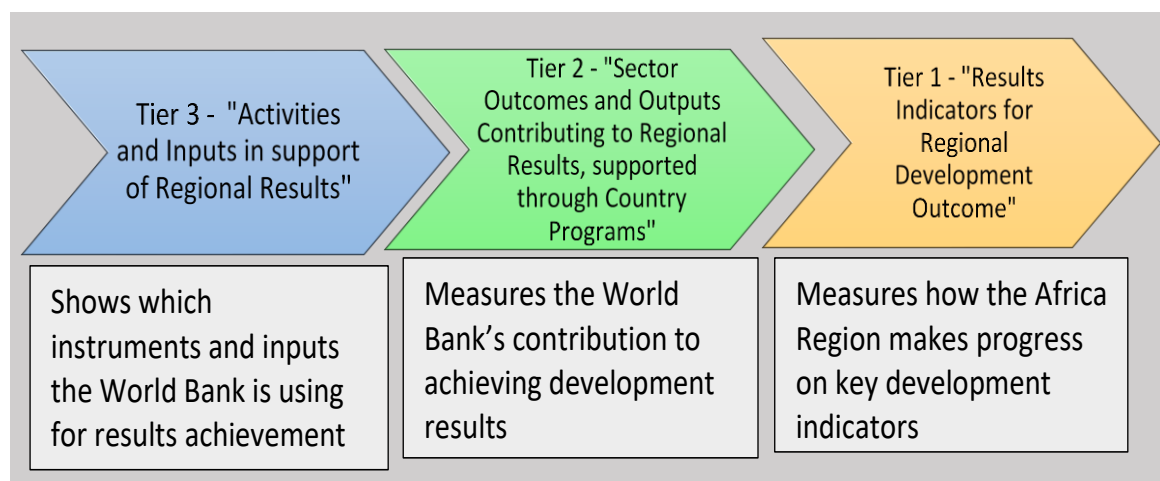 Tier 3 - "Activities
and Inputs in support
of Regional Results"
Tier 2 - "Sector
Outcomes and Outputs
Contributing to Regional
Results, supported
through Country
Programs"
Tier 1 - "Results
Indicators for
Regional
Development
Outcome"
Shows which
instruments and inputs
the World Bank is using
for results achievement
Measures the World
Bank’s contribution to
achieving development
results
Measures how the Africa
Region makes progress
on key development
indicators